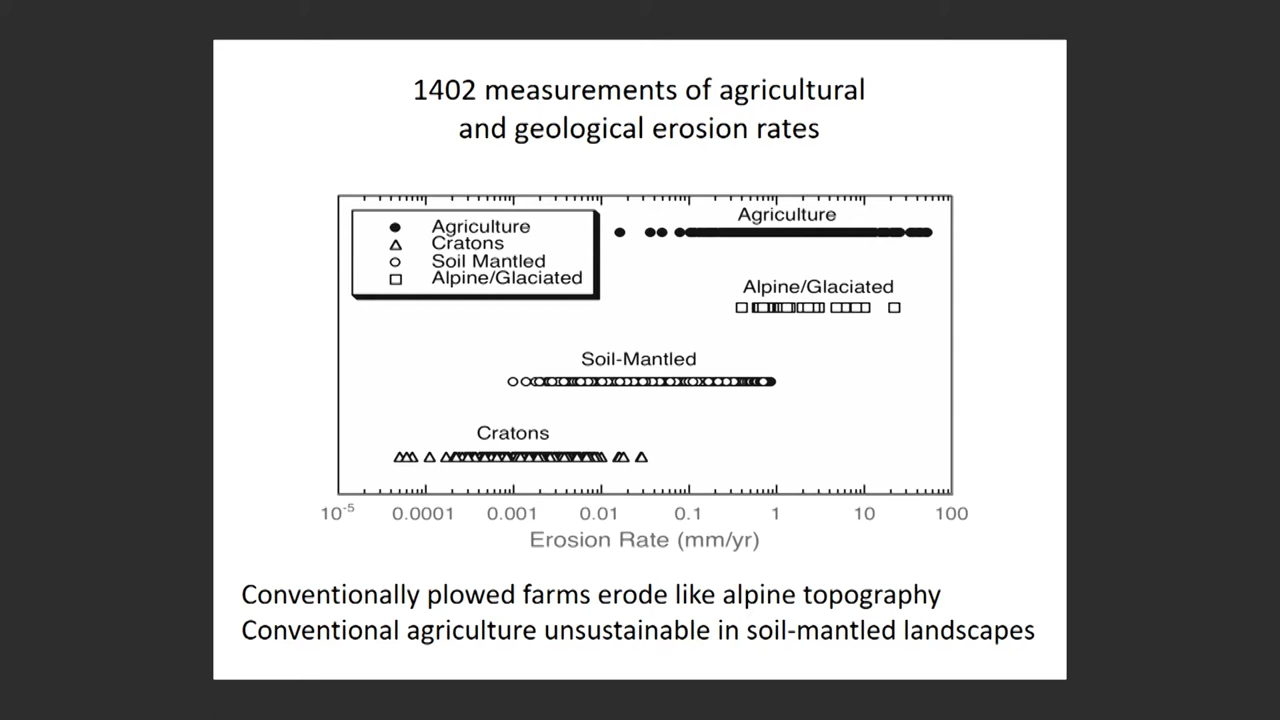 1402 measurements of agricultural
and geological erosion rates
Agriculture
Cratons
Soil Mantled
Alpine/Glaciated
Agriculture
Alpine/Glaciated
Soil-Mantled
Cratons
10-5 0.0001 0.001 0.01 0.1 1 10 100
Erosion Rate (mm/yr)
Conventionally plowed farms erode like alpine topography
Conventional agriculture unsustainable in soil-mantled landscapes